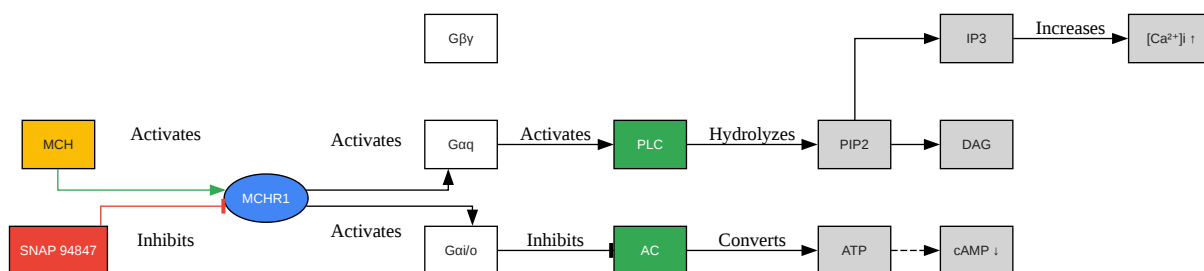 Gβγ
IP3
Increases
[Ca²⁺]i ↑
MCH
Activates
Activates
Gαq
Activates
PLC
Hydrolyzes
PIP2
DAG
MCHR1
SNAP 94847
Inhibits
Activates
Gαi/o
Inhibits
AC
Converts
ATP
cAMP ↓